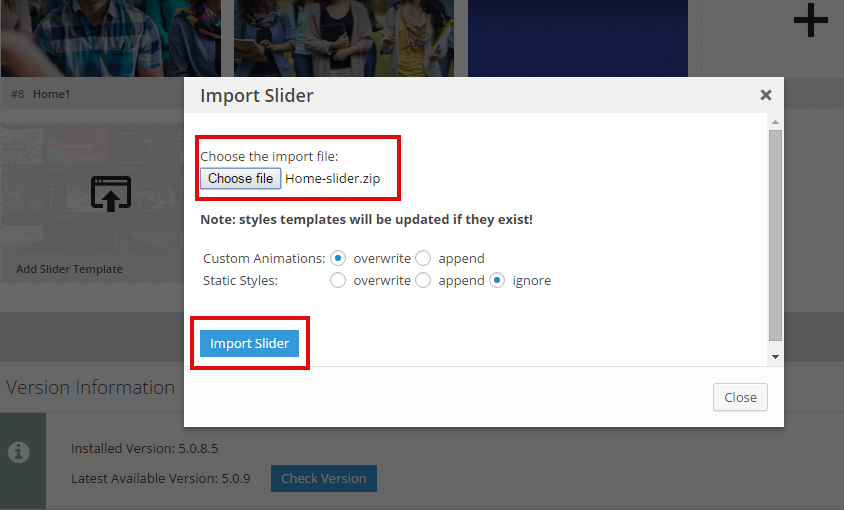 #8 Home1
Import Slider
Choose the import file:
Choose file Home-slider.zip
Note: styles templates will be updated if they exist!
Custom Animations: overwrite append
Static Styles: overwrite append ignore
Add Slider Template
Import Slider
Close
Version Information
Installed Version: 5.0.8.5
Latest Available Version: 5.0.9 Check Version